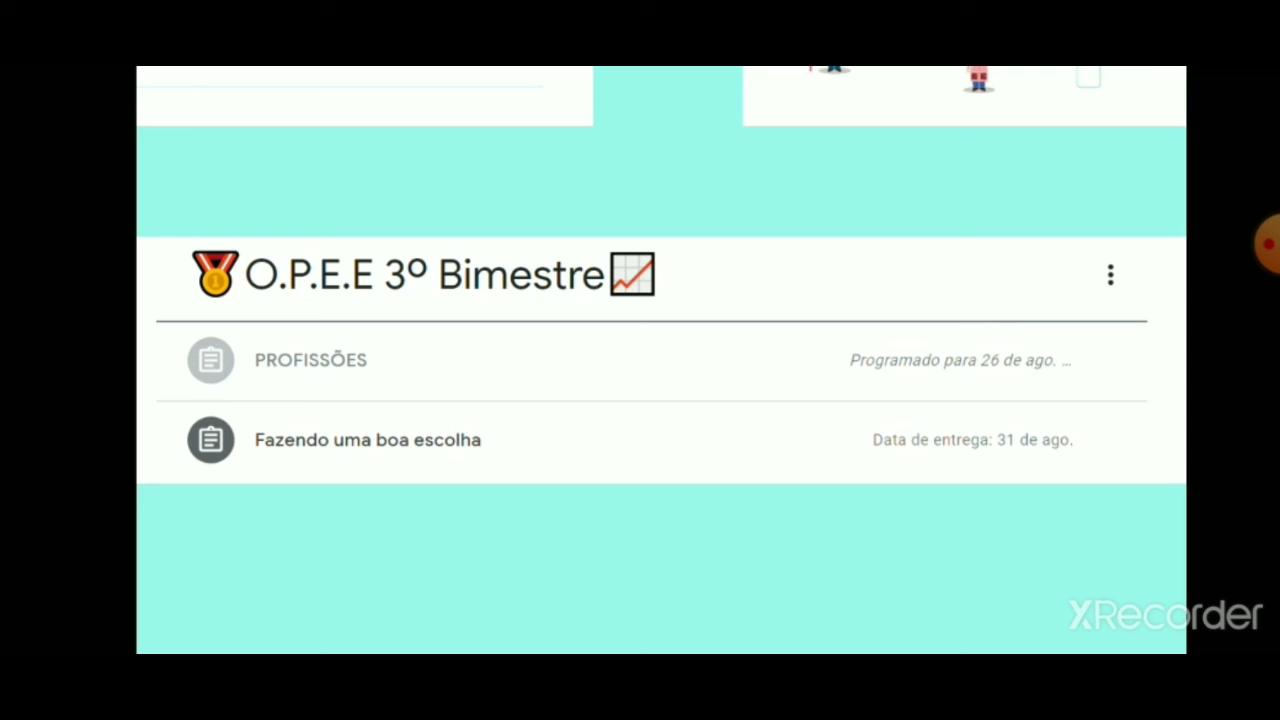 O.P.E.E 3º Bimestre
PROFISSÕES
Programado para 26 de ago. ...
Fazendo uma boa escolha
Data de entrega: 31 de ago.
XRecorder